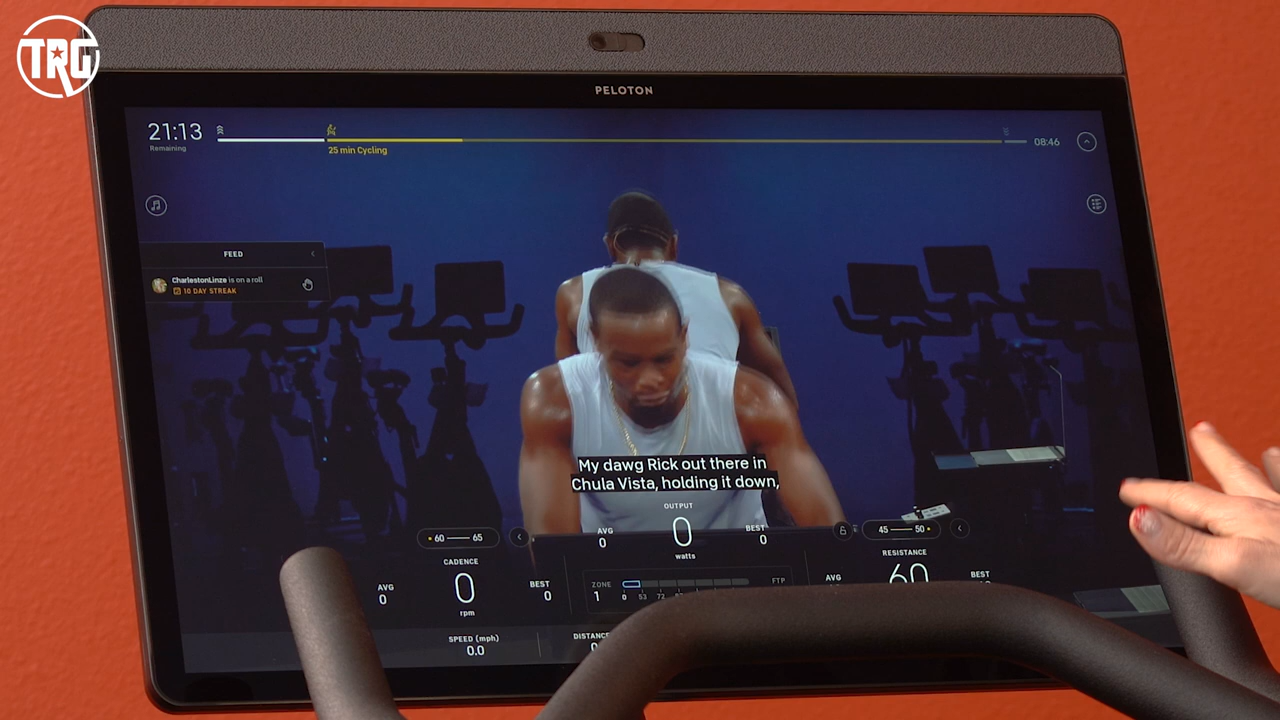 TRG
PELOTON
21:13
Remaining
25 min Cycling
08:46
FEED
CharlestonLinze is on a roll
10 DAY STREAK
My dawg Rick out there in
Chula Vista, holding it down,
60 65
CADENCE
AVG
0
0
rpm
BEST
0
OUTPUT
AVG
0
0
watts
BEST
0
ZONE
1
0 53 72
FTP
45 50
RESISTANCE
AVG
60
BEST
SPEED (mph)
0.0
DISTANCE